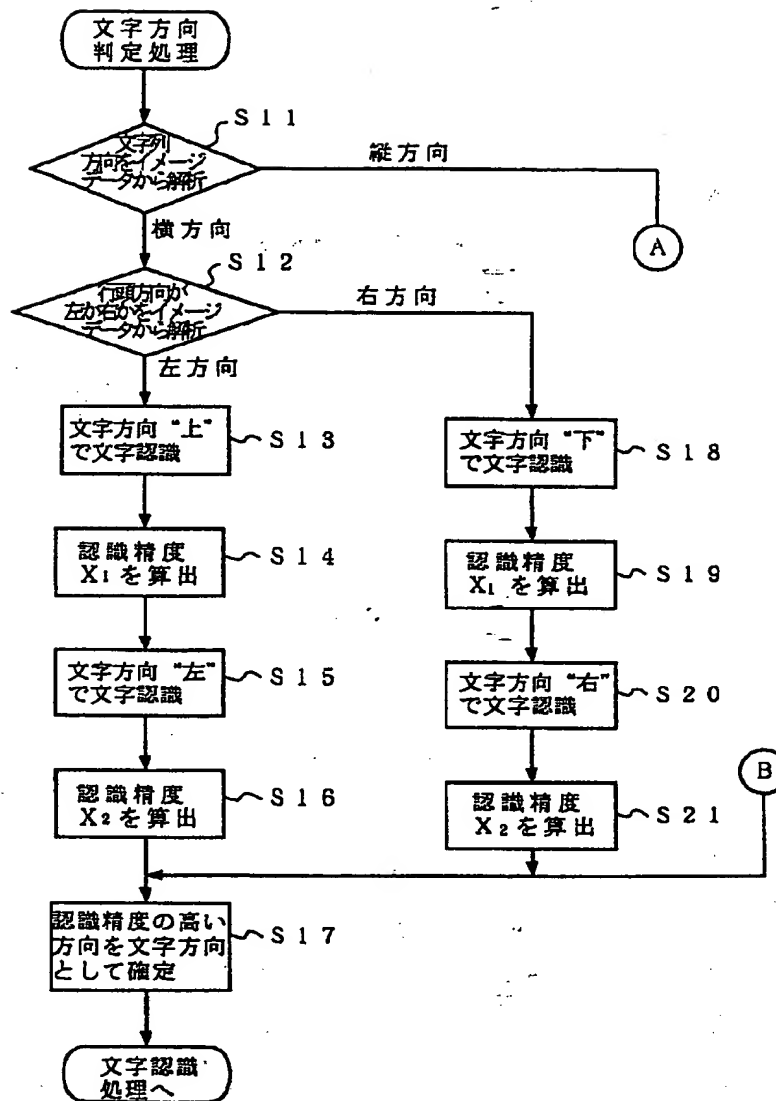 文字方向
判定処理
S11
文字列
方向をイメージ
データから解析
縦方向
A
横方向
S12
行頭方向が
左か右かをイメージ
データから解析
右方向
左方向
文字方向“上”
で文字認識
S13
認識精度
X1を算出
S14
文字方向“左”
で文字認識
S15
認識精度
X2を算出
S16
文字方向“下”
で文字認識
S18
認識精度
X1を算出
S19
文字方向“右”
で文字認識
S20
認識精度
X2を算出
S21
B
認識精度の高い
方向を文字方向
として確定
S17
文字認識
処理へ